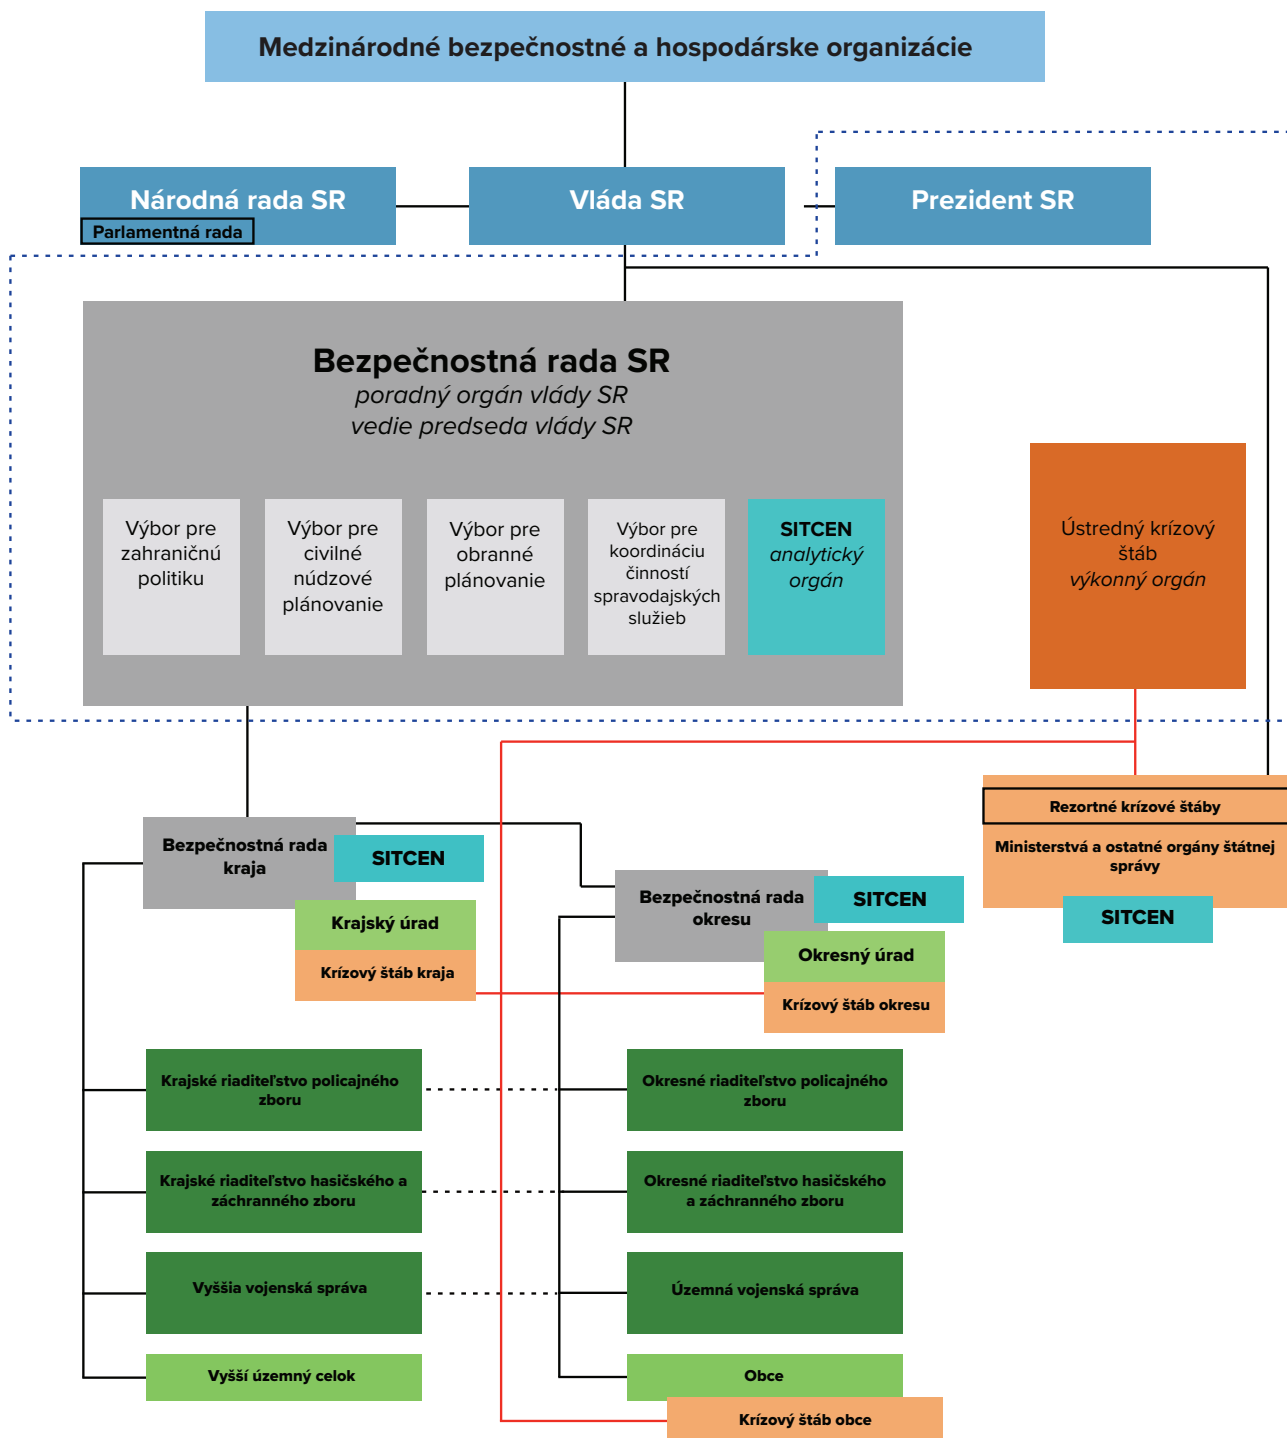 Medzinárodné bezpečnostné a hospodárske organizácie
Národná rada SR
Parlamentná rada
Vláda SR
Prezident SR
Bezpečnostná rada SR
poradný orgán vlády SR
vedie predseda vlády SR
Výbor pre
zahraničnú
politiku
Výbor pre
civilné
núdzové
plánovanie
Výbor pre
obranné
plánovanie
Výbor pre
koordináciu
činností
spravodajských
služieb
SITCEN
analytický
orgán
Ústredný krízový
štáb
výkonný orgán
Rezortné krízové štáby
Ministerstvá a ostatné orgány štátnej
správy
SITCEN
Bezpečnostná rada
kraja
SITCEN
Krajský úrad
Krízový štáb kraja
Bezpečnostná rada
okresu
SITCEN
Okresný úrad
Krízový štáb okresu
Krajské riaditeľstvo policajného
zboru
Okresné riaditeľstvo policajného
zboru
Krajské riaditeľstvo hasičského a
záchranného zboru
Okresné riaditeľstvo hasičského
a záchranného zboru
Vyššia vojenská správa
Územná vojenská správa
Vyšší územný celok
Obce
Krízový štáb obce